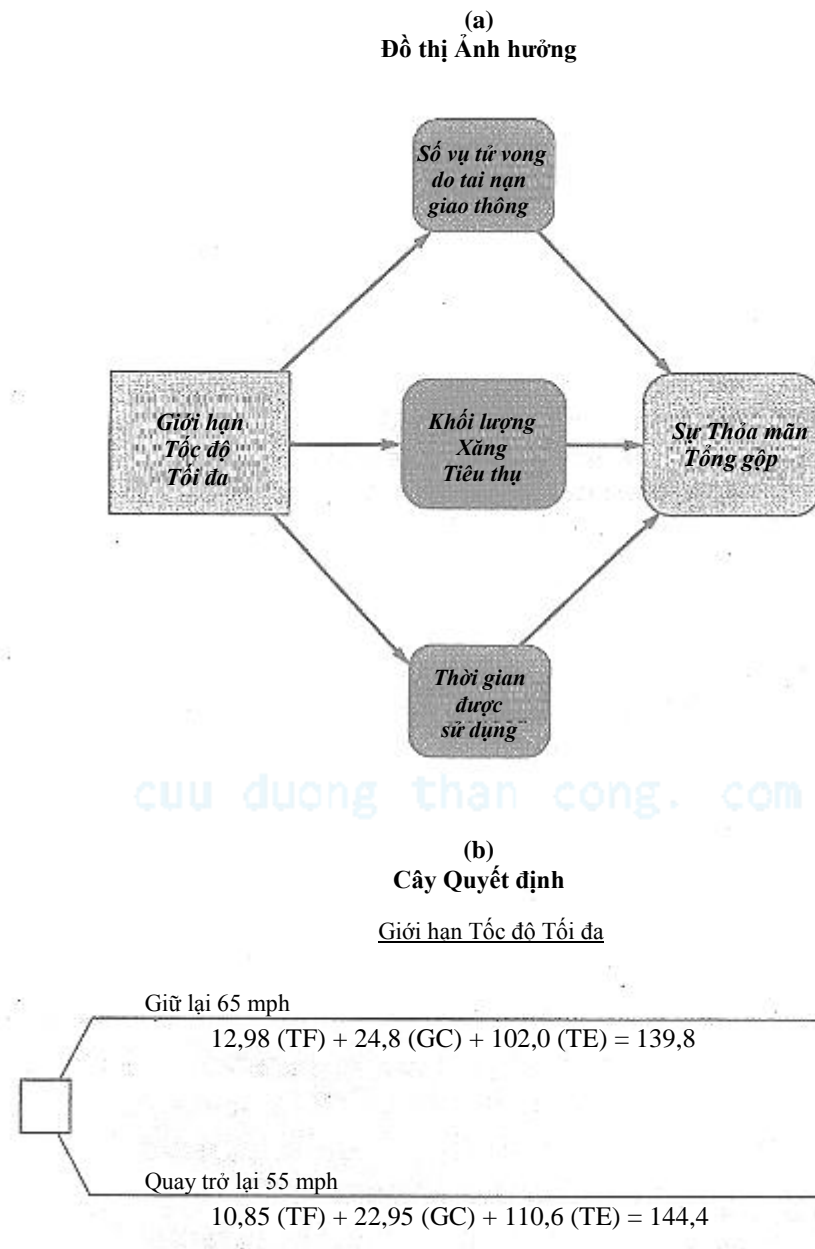 (a)
Đồ thị Ảnh hưởng
Số vụ tử vong
do tai nạn
giao thông
Giới hạn
Tốc độ
Tối đa
Khối lượng
Xăng
Tiêu thụ
Sự Thỏa mãn
Tổng gộp
Thời gian
được
sử dụng
cuu duong than cong. com
(b)
Cây Quyết định
Giới hạn Tốc độ Tối đa
Giữ lại 65 mph
12,98 (TF) + 24,8 (GC) + 102,0 (TE) = 139,8
Quay trở lại 55 mph
10,85 (TF) + 22,95 (GC) + 110,6 (TE) = 144,4